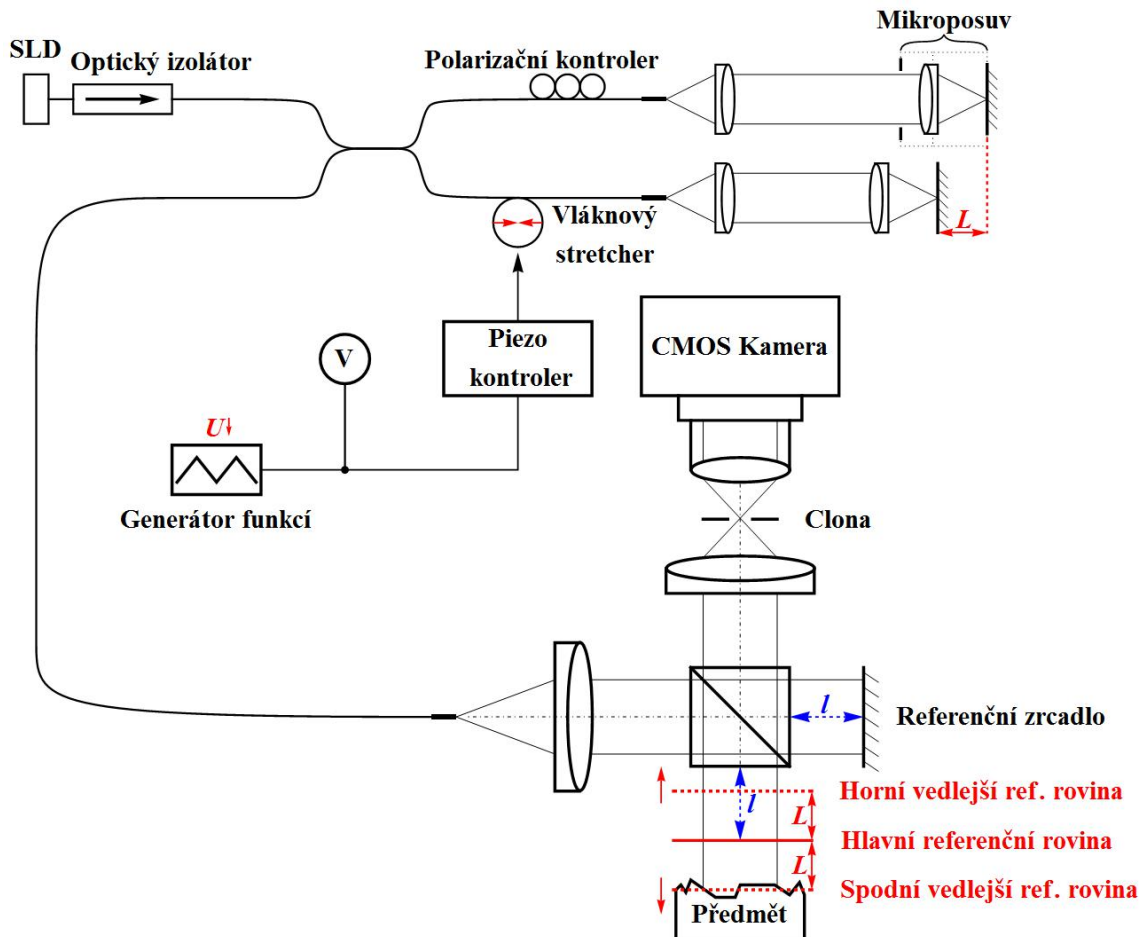 Mikroposuv
SLD
Optický izolátor
Polarizační kontroler
Vláknový
stretcher
L
CMOS Kamera
Piezo
kontroler
V
U
Generátor funkcí
Clona
l
Referenční zrcadlo
Horní vedlejší ref. rovina
l
L
Hlavní referenční rovina
L
Spodní vedlejší ref. rovina
Předmět